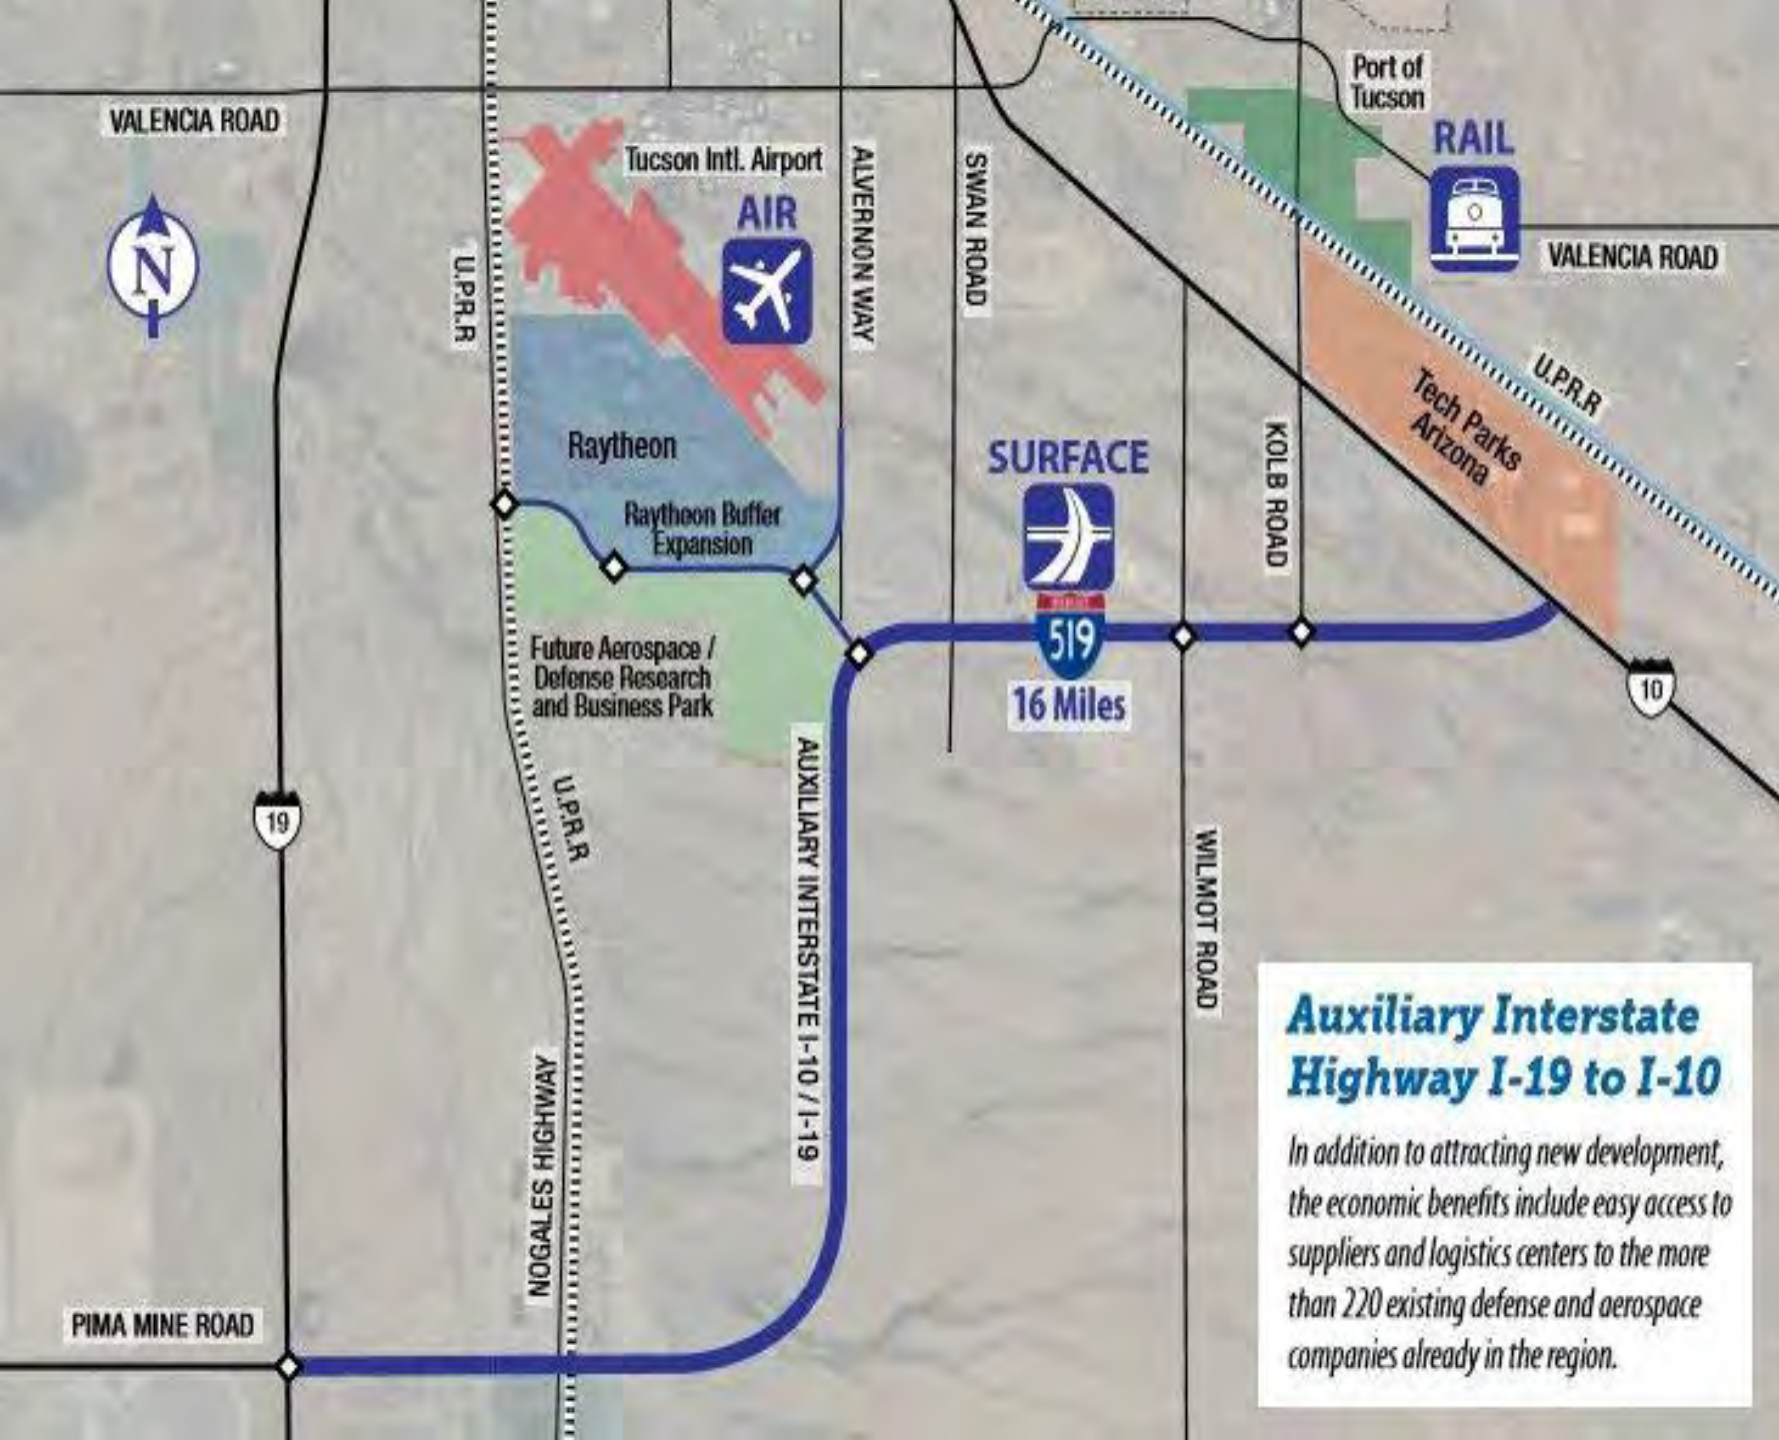 Port of
Tucson
VALENCIA ROAD
RAIL
Tucson Intl. Airport
AIR
ALVERNON WAY
SWAN ROAD
N
U.P.R.R
VALENCIA ROAD
U.P.R.R
Tech Parks
Arizona
Raytheon
SURFACE
KOLB ROAD
Raytheon Buffer
Expansion
519
16 Miles
Future Aerospace /
Defense Research
and Business Park
10
AUXILIARY INTERSTATE I-10 / I-19
U.P.R.R
19
WILMOT ROAD
NOGALES HIGHWAY
PIMA MINE ROAD
Auxiliary Interstate
Highway I-19 to I-10
In addition to attracting new development,
the economic benefits include easy access to
suppliers and logistics centers to the more
than 220 existing defense and aerospace
companies already in the region.